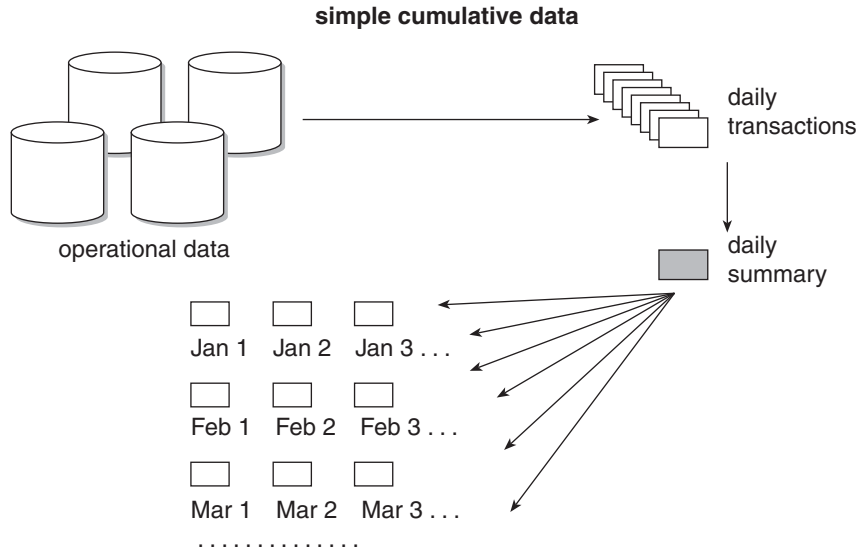 simple cumulative data
daily
transactions
operational data
daily
summary
Jan 1 Jan 2 Jan 3 . . .
Feb 1 Feb 2 Feb 3 . . .
Mar 1 Mar 2 Mar 3 . . .
. . . . . . . . . . . . . .